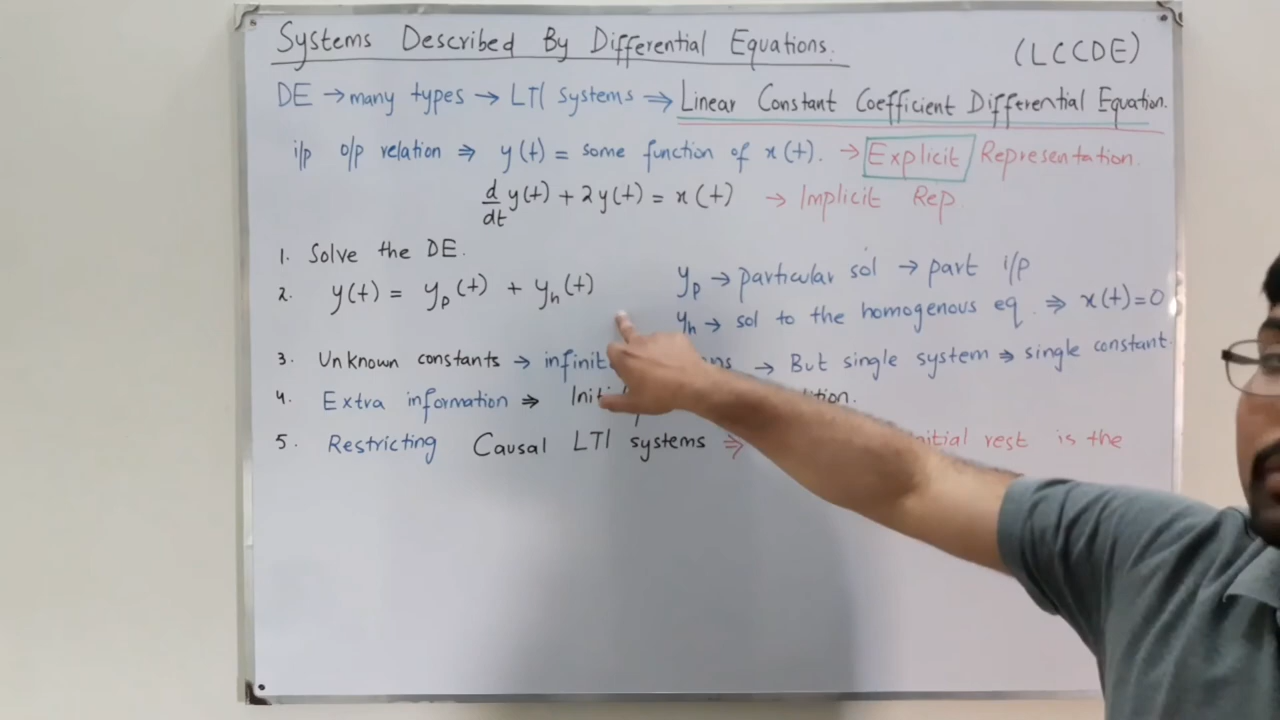 Systems Described By Differential Equations. (LCCDE)
DE → many types → LTI systems ⇒ Linear Constant Coefficient Differential Equation.
i/p o/p relation ⇒ y(t) = some function of x(t). → Explicit Representation.
d/dt y(t) + 2y(t) = x(t) → Implicit Rep.
1. Solve the DE.
2. y(t) = yp(t) + yh(t)
yp → particular sol → part i/p
yh → sol to the homogenous eq. ⇒ x(t)=0
3. Unknown constants → → But single system ⇒ single constant.
4. Extra information ⇒
5. Restricting Causal LTI systems ⇒ initial rest is the